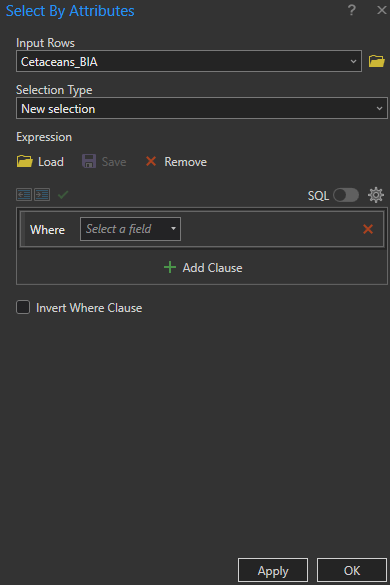 Select By Attributes ? ×
Input Rows
Cetaceans_BIA
Selection Type
New selection
Expression
Load Save Remove
SQL
Where Select a field
Add Clause
Invert Where Clause
Apply OK